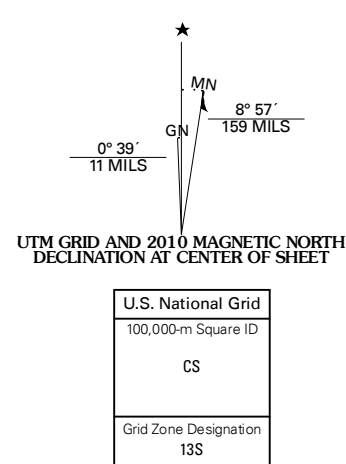 MN
8° 57´
159 MILS
GN
0° 39´
11 MILS
UTM GRID AND 2010 MAGNETIC NORTH
DECLINATION AT CENTER OF SHEET
U.S. National Grid
100,000-m Square ID
CS
Grid Zone Designation
13S